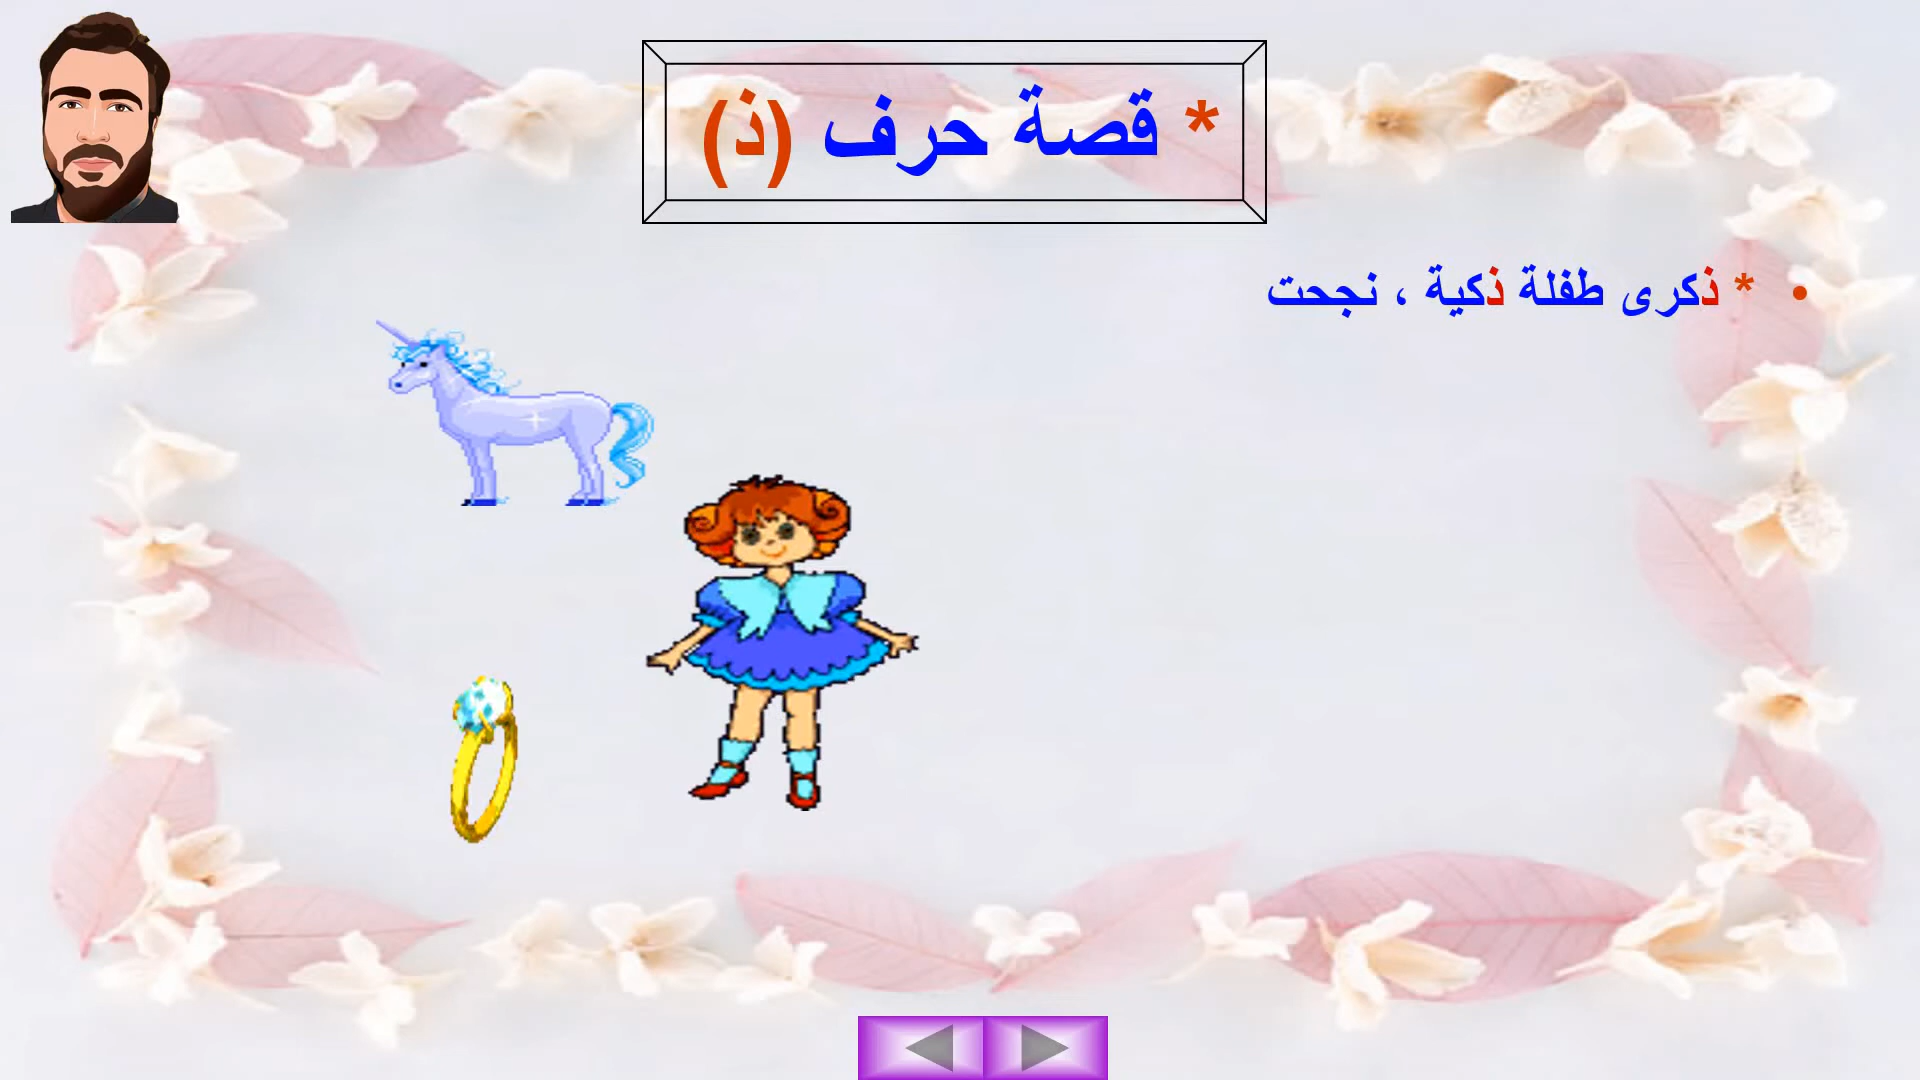 * قصة حرف (ذ)
• * ذكرى طفلة ذكية ، نجحت